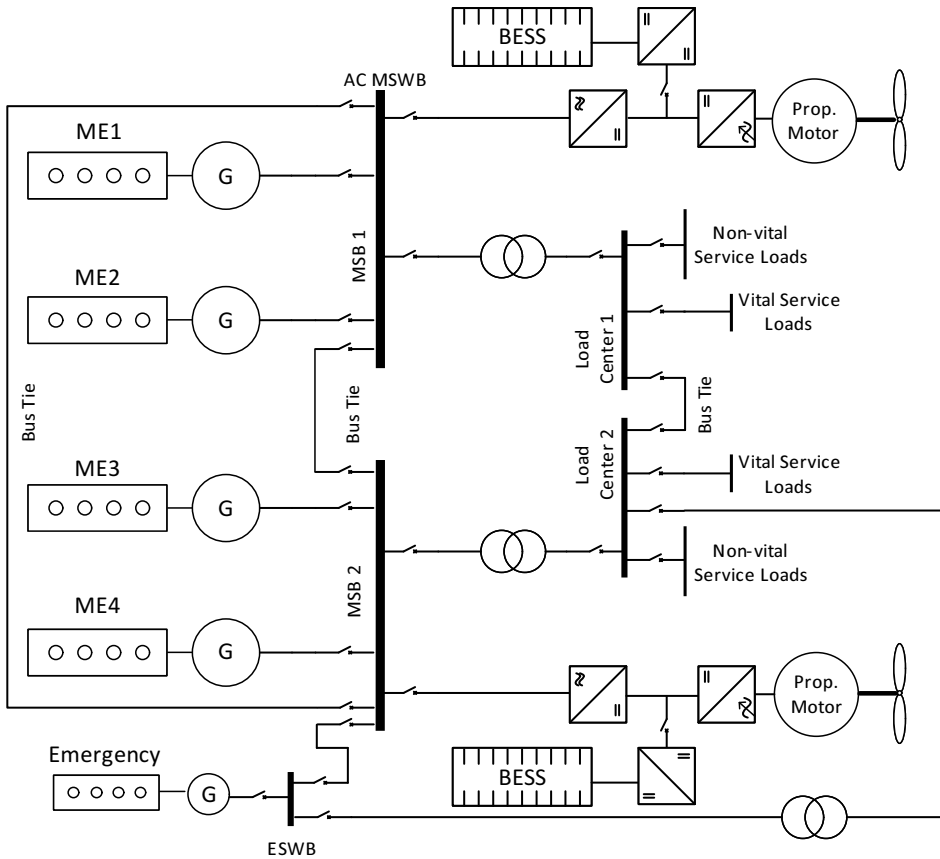 BESS
AC MSWB
ME1
G
Prop.
Motor
MSB 1
Non-vital
Service Loads
ME2
G
Vital Service
Loads
Load
Center 1
Bus Tie
Bus Tie
Bus Tie
Load
Center 2
ME3
G
Vital Service
Loads
MSB 2
Non-vital
Service Loads
ME4
G
Prop.
Motor
Emergency
G
BESS
ESWB